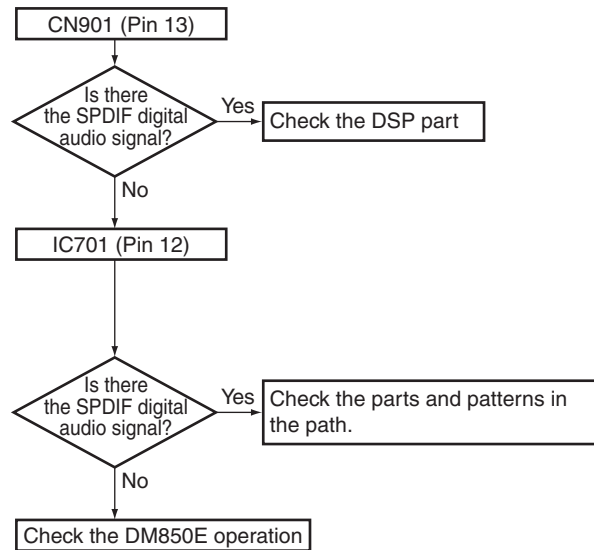 CN901 (Pin 13)
Is there
the SPDIF digital
audio signal?
Yes
Check the DSP part
No
IC701 (Pin 12)
Is there
the SPDIF digital
audio signal?
Yes
Check the parts and patterns in
the path.
No
Check the DM850E operation